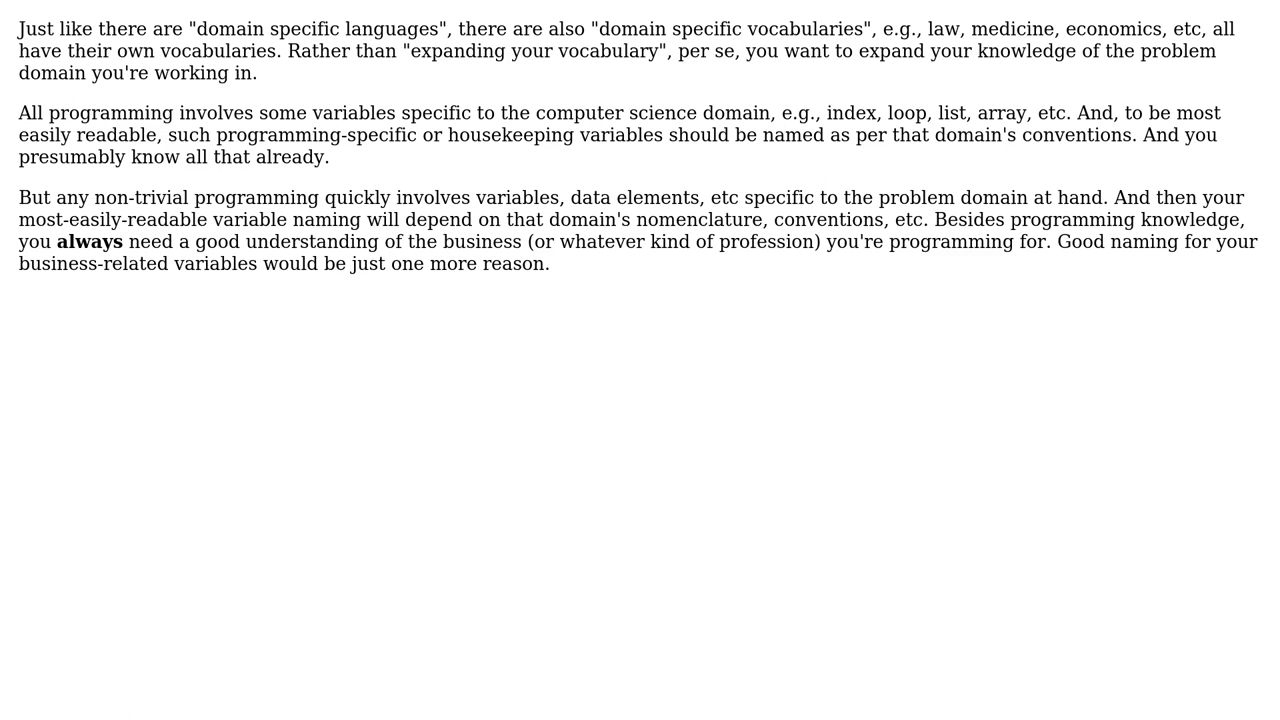 Just like there are "domain specific languages", there are also "domain specific vocabularies", e.g., law, medicine, economics, etc, all
have their own vocabularies. Rather than "expanding your vocabulary", per se, you want to expand your knowledge of the problem
domain you're working in.
All programming involves some variables specific to the computer science domain, e.g., index, loop, list, array, etc. And, to be most
easily readable, such programming-specific or housekeeping variables should be named as per that domain's conventions. And you
presumably know all that already.
But any non-trivial programming quickly involves variables, data elements, etc specific to the problem domain at hand. And then your
most-easily-readable variable naming will depend on that domain's nomenclature, conventions, etc. Besides programming knowledge,
you always need a good understanding of the business (or whatever kind of profession) you're programming for. Good naming for your
business-related variables would be just one more reason.